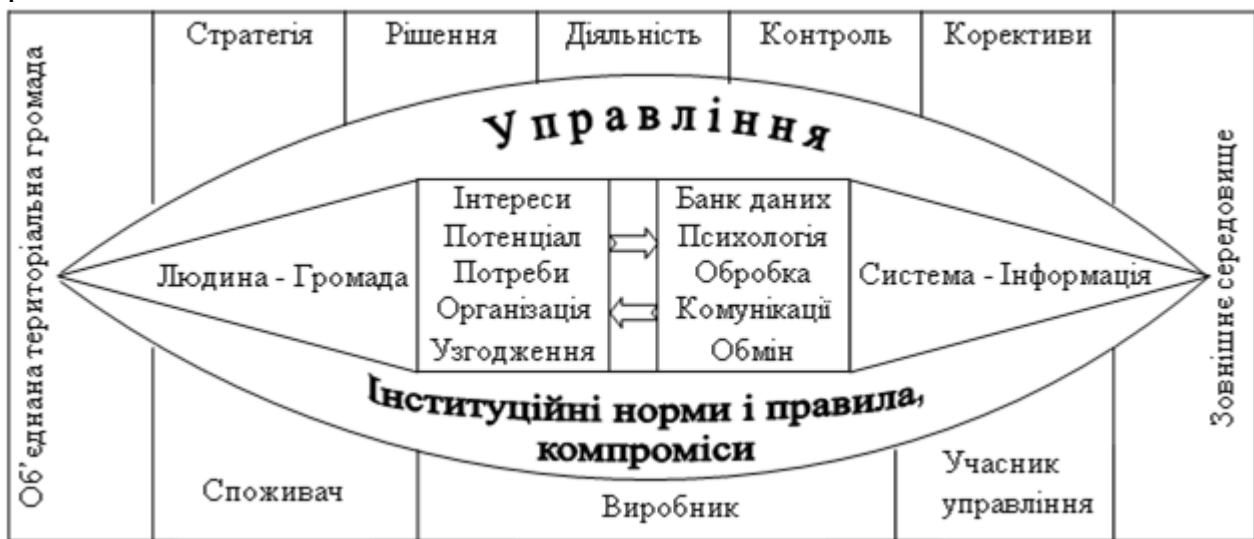 Стратегія
Рішення
Діяльність
Контроль
Корективи
Об’єднана територіальна громада
Управління
Людина - Громада
Інтереси
Потенціал
Потреби
Організація
Узгодження
Банк даних
Психологія
Обробка
Комунікації
Обмін
Система - Інформація
Зовнішнє середовище
Інституційні норми і правила,
компроміси
Споживач
Виробник
Учасник
управління